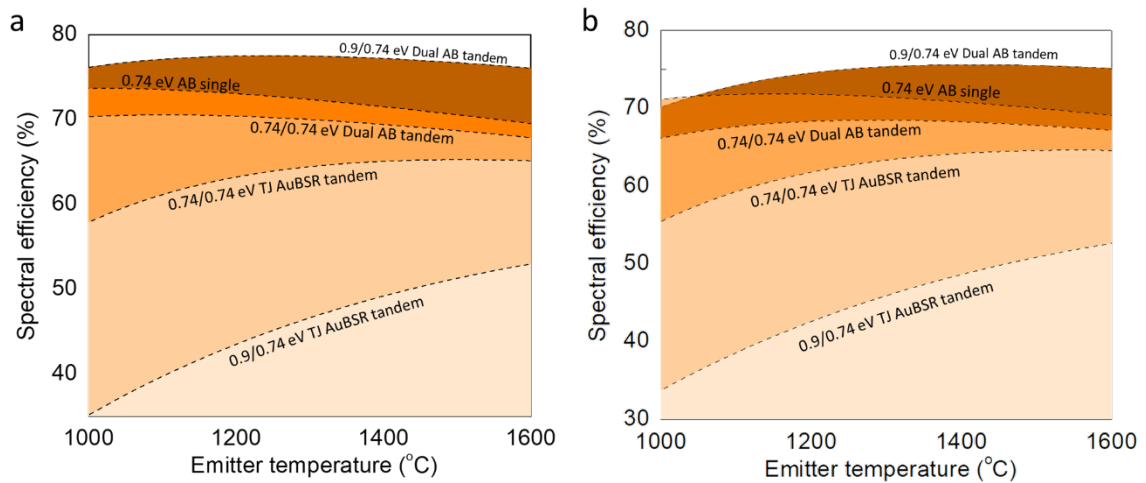 a
80
70
60
50
40
Spectral efficiency (%)
0.9/0.74 eV Dual AB tandem
0.74 eV AB single
0.74/0.74 eV Dual AB tandem
0.74/0.74 eV TJ AuBSR tandem
0.9/0.74 eV TJ AuBSR tandem
1000 1200 1400 1600
Emitter temperature (°C)
b
80
70
60
50
40
30
Spectral efficiency (%)
0.9/0.74 eV Dual AB tandem
0.74 eV AB single
0.74/0.74 eV Dual AB tandem
0.74/0.74 eV TJ AuBSR tandem
0.9/0.74 eV TJ AuBSR tandem
1000 1200 1400 1600
Emitter temperature (°C)